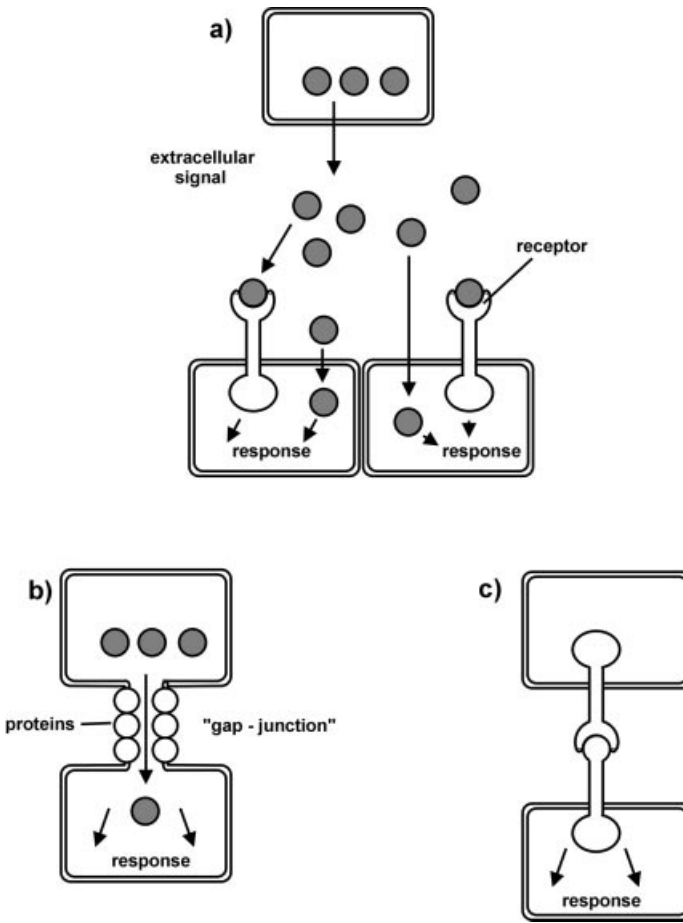 a)
extracellular
signal
receptor
response
response
b)
proteins
"gap - junction"
response
c)
response